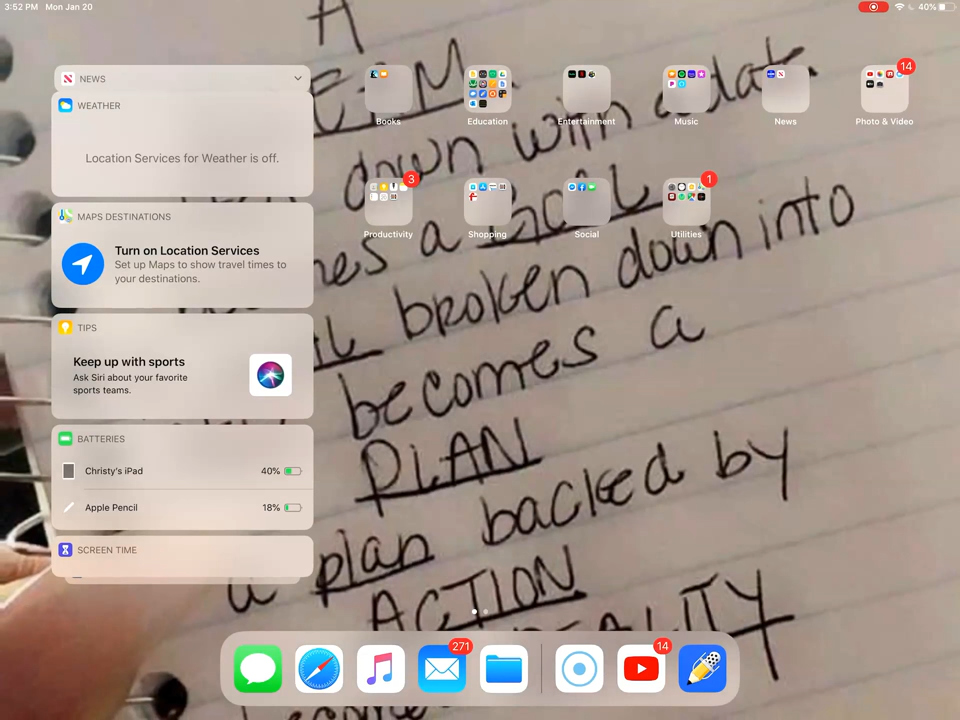 3:52 PM Mon Jan 20
40%
A
NEWS
WEATHER
Location Services for Weather is off.
MAPS DESTINATIONS
Turn on Location Services
Set up Maps to show travel times to
your destinations.
TIPS
Keep up with sports
Ask Siri about your favorite
sports teams.
BATTERIES
Christy's iPad 40%
Apple Pencil 18%
SCREEN TIME
Books
Education
Entertainment
Music
News
14
Photo & Video
3
Productivity
Shopping
Social
1
Utilities
down with a date
a GOAL
broken down into
becomes a
PLAN
a plan backed by
ACTION
271
14